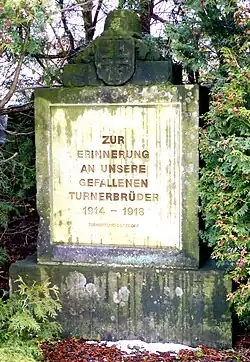 ZUR
ERINNERUNG
AN UNSERE
GEFALLENEN
TURNERBRÜDER
1914 - 1918